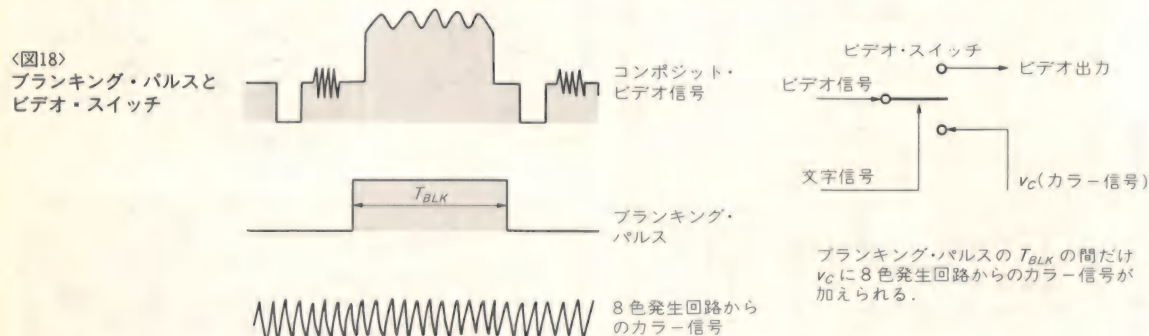 〈図18〉
ブランキング・パルスと
ビデオ・スイッチ
コンポジット・
ビデオ信号
T_BLK
ブランキング・
パルス
8色発生回路から
のカラー信号
ビデオ・スイッチ
ビデオ出力
ビデオ信号
文字信号
v_C(カラー信号)
ブランキング・パルスの T_BLK の間だけ
v_C に8色発生回路からのカラー信号が
加えられる.